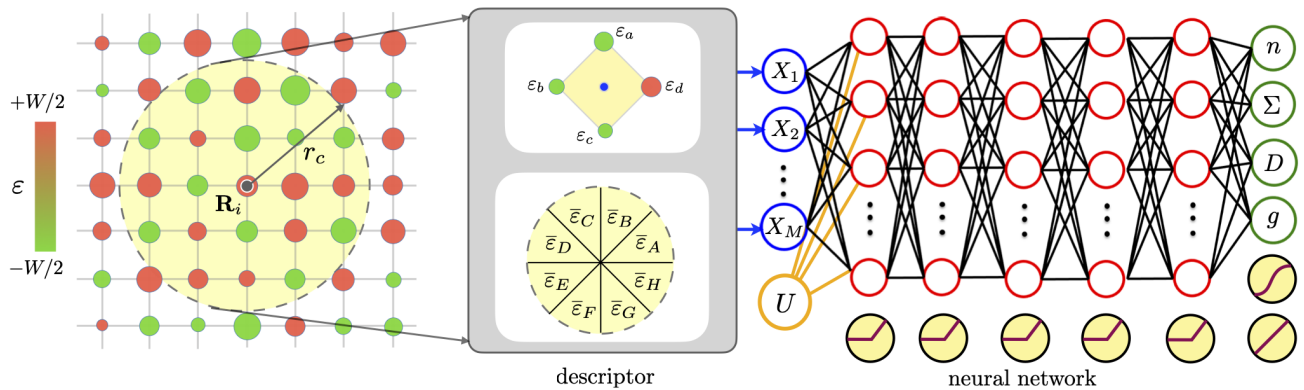 +W/2
ε
−W/2
r_c
R_i
ε_a
ε_b
ε_d
ε_c
ε̅_C
ε̅_B
ε̅_D
ε̅_A
ε̅_E
ε̅_H
ε̅_F
ε̅_G
descriptor
X_1
X_2
X_M
U
n
Σ
D
g
neural network